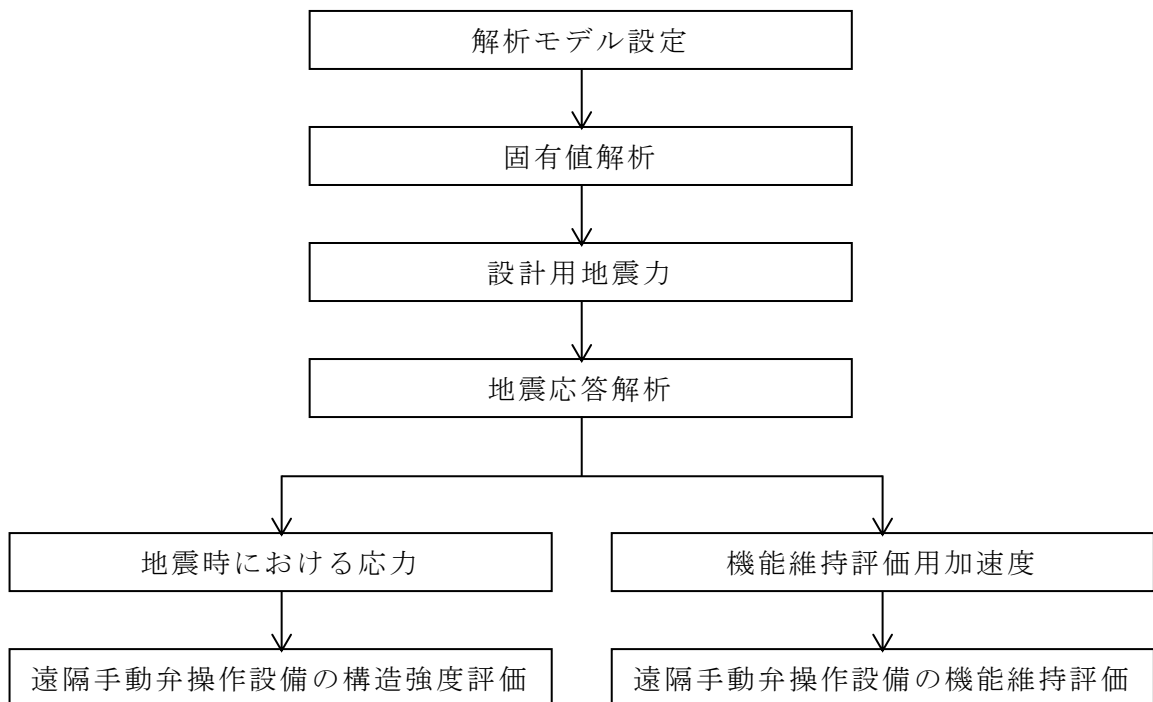 解析モデル設定
固有値解析
設計用地震力
地震応答解析
地震時における応力
機能維持評価用加速度
遠隔手動弁操作設備の構造強度評価
遠隔手動弁操作設備の機能維持評価